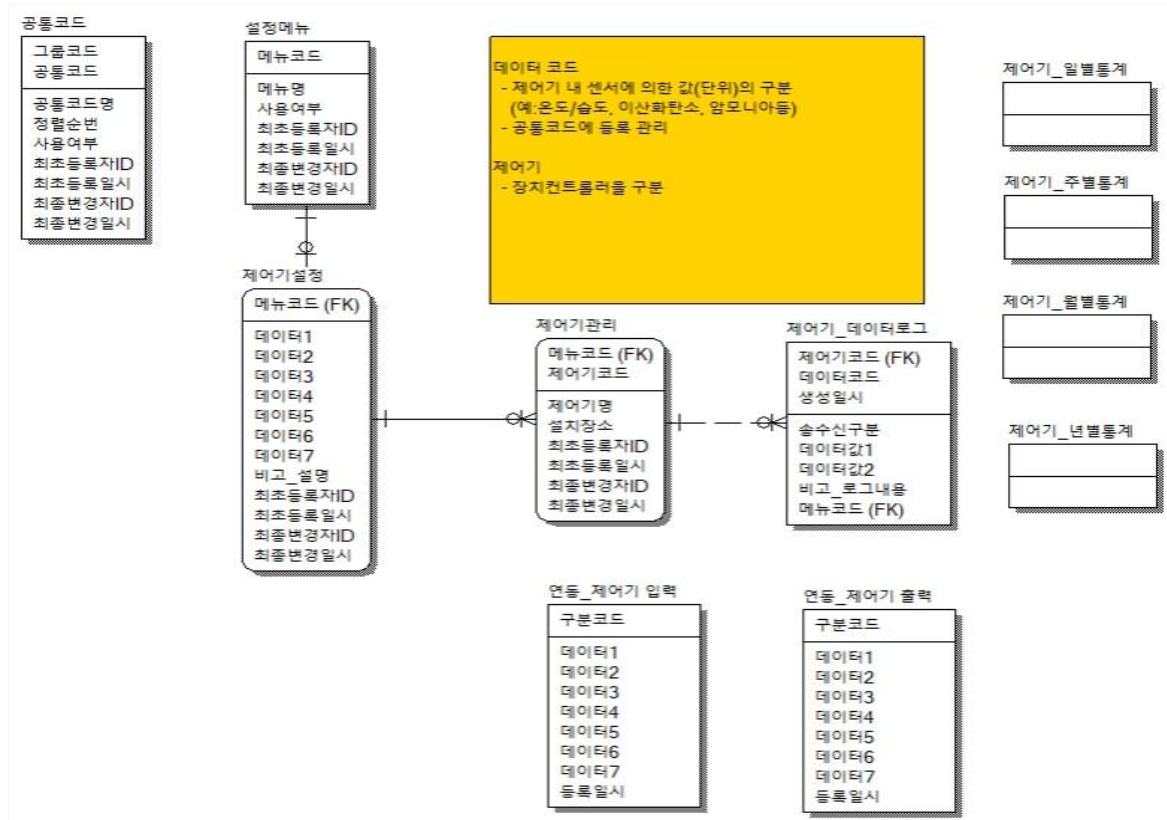 공통코드
그룹코드
공통코드
공통코드명
정렬순번
사용여부
최초등록자ID
최초등록일시
최종변경자ID
최종변경일시
설정메뉴
메뉴코드
메뉴명
사용여부
최초등록자ID
최초등록일시
최종변경자ID
최종변경일시
데이터 코드
- 제어기 내 센서에 의한 값(단위)의 구분
(예:온도/습도, 이산화탄소, 암모니아등)
- 공통코드에 등록 관리
제어기
- 장치컨트롤러을 구분
제어기_일별통계
제어기_주별통계
제어기_월별통계
제어기_년별통계
제어기설정
메뉴코드 (FK)
데이터1
데이터2
데이터3
데이터4
데이터5
데이터6
데이터7
비고_설명
최초등록자ID
최초등록일시
최종변경자ID
최종변경일시
제어기관리
메뉴코드 (FK)
제어기코드
제어기명
설치장소
최초등록자ID
최초등록일시
최종변경자ID
최종변경일시
제어기_데이터로그
제어기코드 (FK)
데이터코드
생성일시
송수신구분
데이터값1
데이터값2
비고_로그내용
메뉴코드 (FK)
연동_제어기 입력
구분코드
데이터1
데이터2
데이터3
데이터4
데이터5
데이터6
데이터7
등록일시
연동_제어기 출력
구분코드
데이터1
데이터2
데이터3
데이터4
데이터5
데이터6
데이터7
등록일시